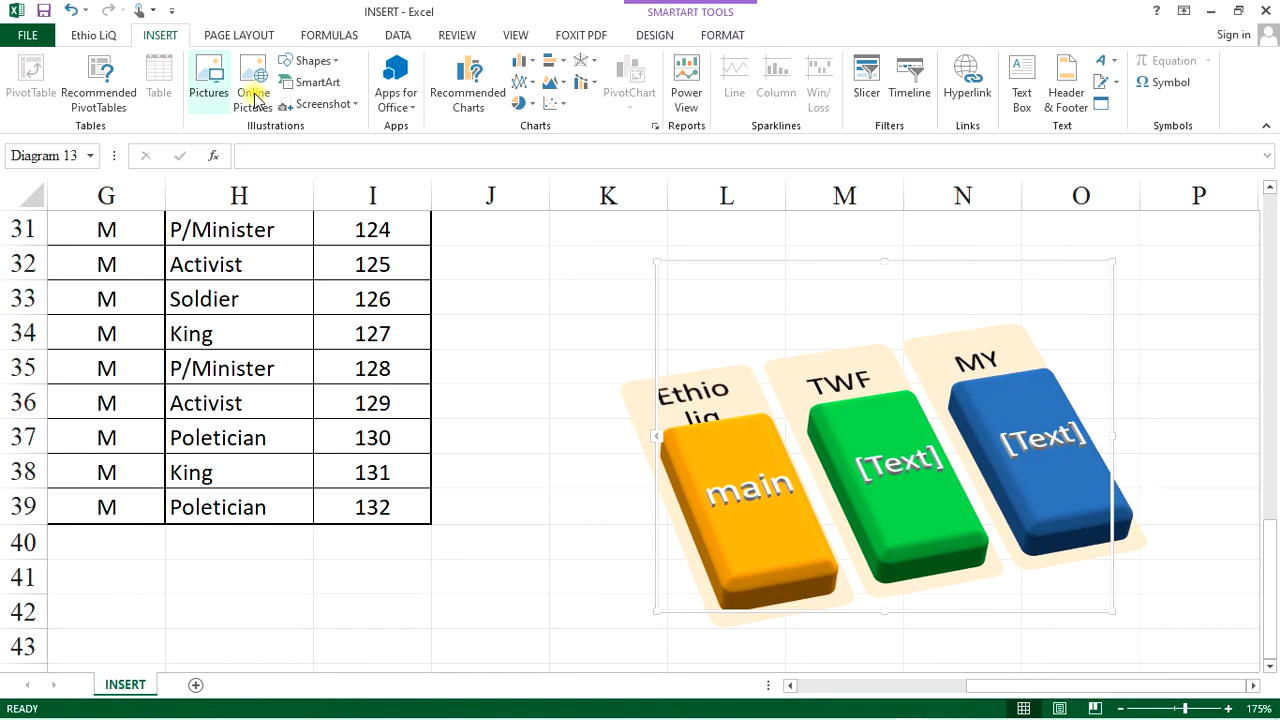 INSERT - Excel
SMARTART TOOLS
?
FILE
Ethio LiQ
INSERT
PAGE LAYOUT
FORMULAS
DATA
REVIEW
VIEW
FOXIT PDF
DESIGN
FORMAT
Sign in
PivotTable
Recommended
PivotTables
Table
Tables
Pictures
Online
Pictures
Shapes
SmartArt
Screenshot
Illustrations
Apps for
Office
Apps
Recommended
Charts
PivotChart
Charts
Power
View
Reports
Line
Column
Win/
Loss
Sparklines
Slicer
Timeline
Filters
Hyperlink
Links
Text
Box
Header
& Footer
Text
Equation
Symbol
Symbols
Diagram 13
fx
G H I J K L M N O P
31 M P/Minister 124
32 M Activist 125
33 M Soldier 126
34 M King 127
35 M P/Minister 128
36 M Activist 129
37 M Poletician 130
38 M King 131
39 M Poletician 132
40
41
42
43
Ethio
liq
main
TWF
[Text]
MY
[Text]
INSERT
READY
175%